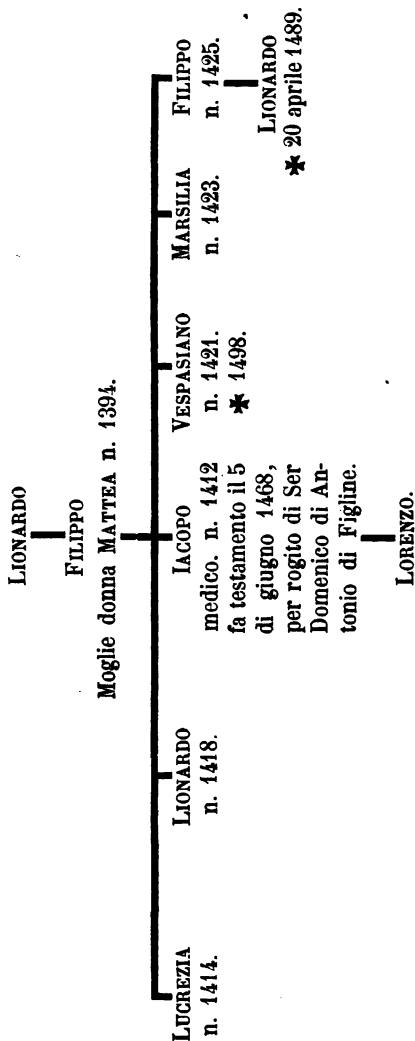 LIONARDO
FILIPPO
Moglie donna MATTEA n. 1394.
LUCREZIA
n. 1414.
LIONARDO
n. 1418.
IACOPO
medico. n. 1412
fa testamento il 5
di giugno 1468,
per rogito di Ser
Domenico di An-
tonio di Figline.
LORENZO.
VESPASIANO
n. 1421.
✠ 1498.
MARSILIA
n. 1423.
FILIPPO
n. 1425.
LIONARDO
✠ 20 aprile 1489.